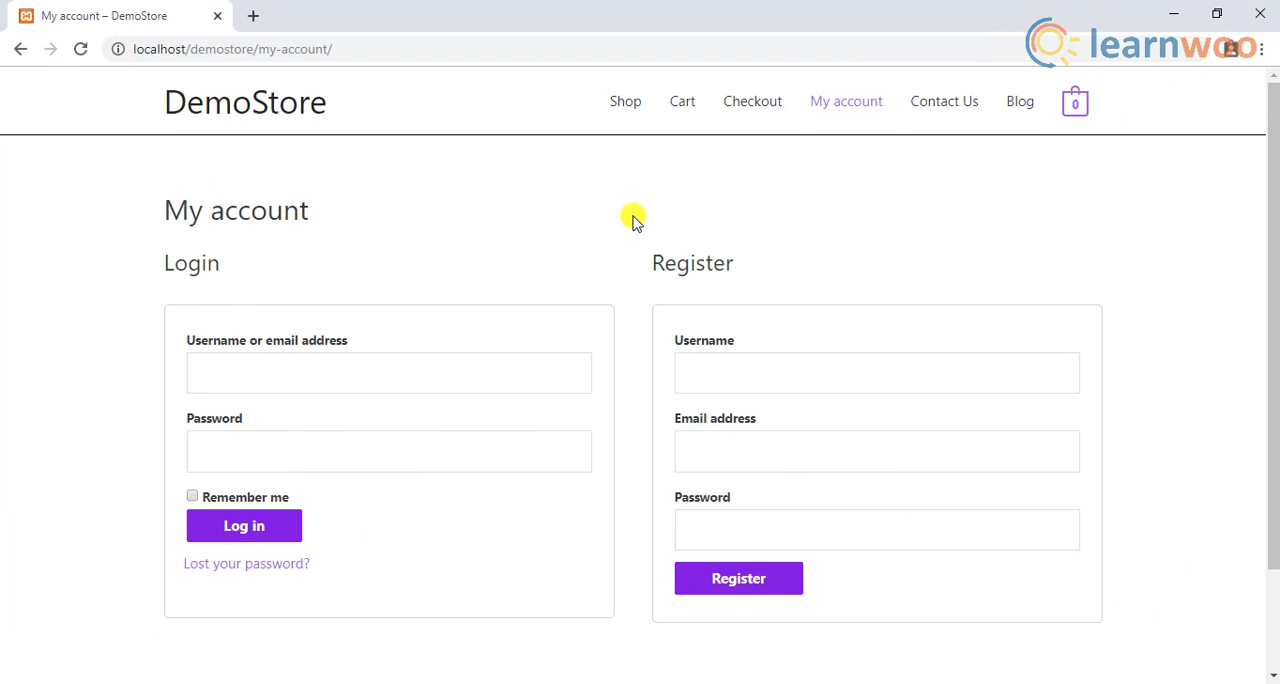 My account – DemoStore
localhost/demostore/my-account/
learnwoo
DemoStore
Shop
Cart
Checkout
My account
Contact Us
Blog
0
My account
Login
Username or email address
Password
Remember me
Log in
Lost your password?
Register
Username
Email address
Password
Register